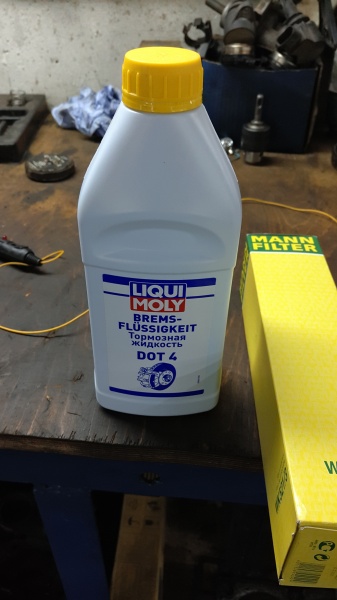 LIQUI
MOLY
BREMS-
FLÜSSIGKEIT
Тормозная
жидкость
DOT 4
MANN
FILTER